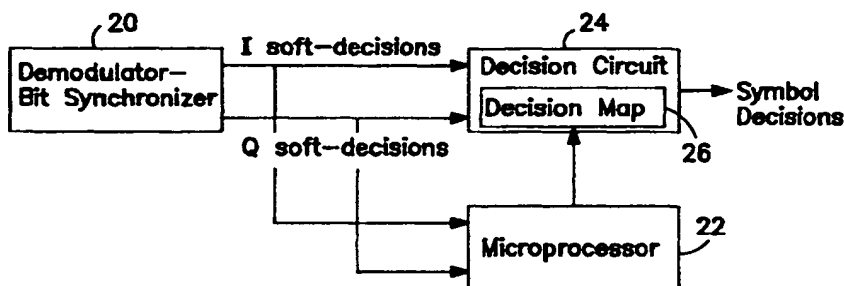 20
I soft-decisions
24
Demodulator-
Bit Synchronizer
Decision Circuit
Decision Map
Symbol
Decisions
26
Q soft-decisions
Microprocessor
22